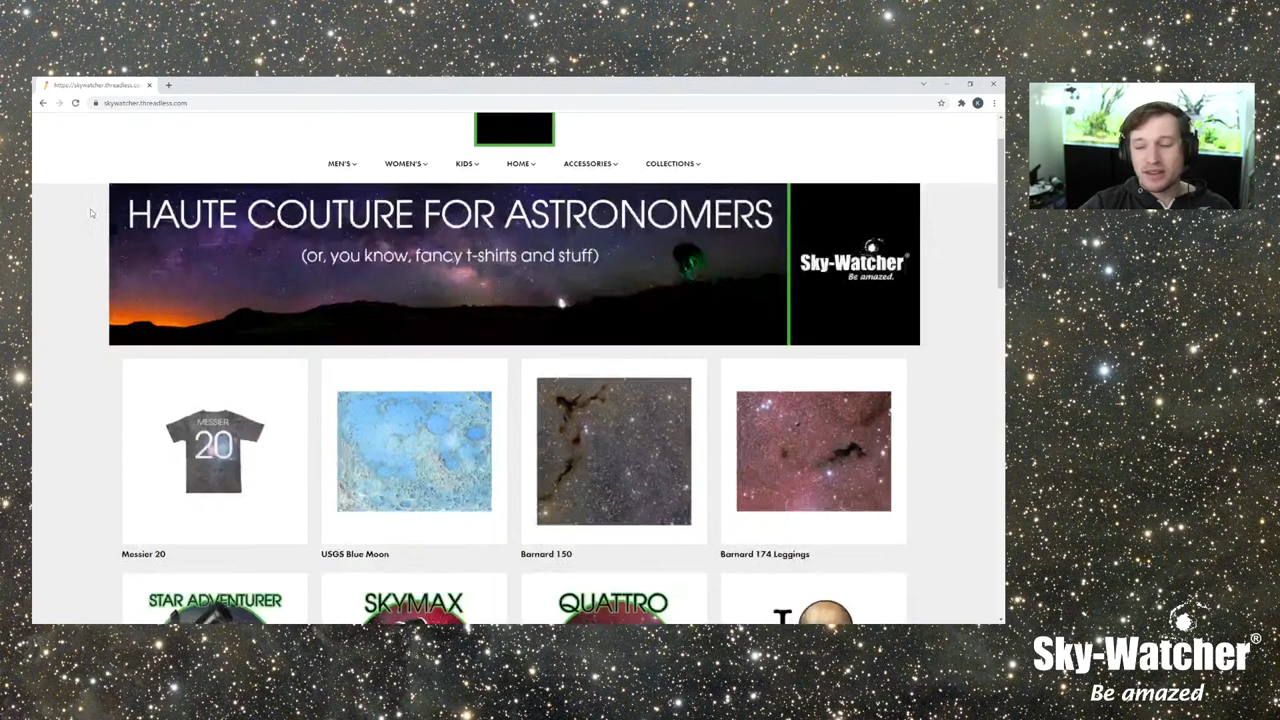 https://skywatcher.threadless.co
skywatcher.threadless.com
MEN'S WOMEN'S KIDS HOME ACCESSORIES COLLECTIONS
HAUTE COUTURE FOR ASTRONOMERS
(or, you know, fancy t-shirts and stuff)
Sky-Watcher®
Be amazed.
MESSIER
20
Messier 20
USGS Blue Moon
Barnard 150
Barnard 174 Leggings
STAR ADVENTURER
SKYMAX
QUATTRO
I
K
Sky-Watcher®
Be amazed